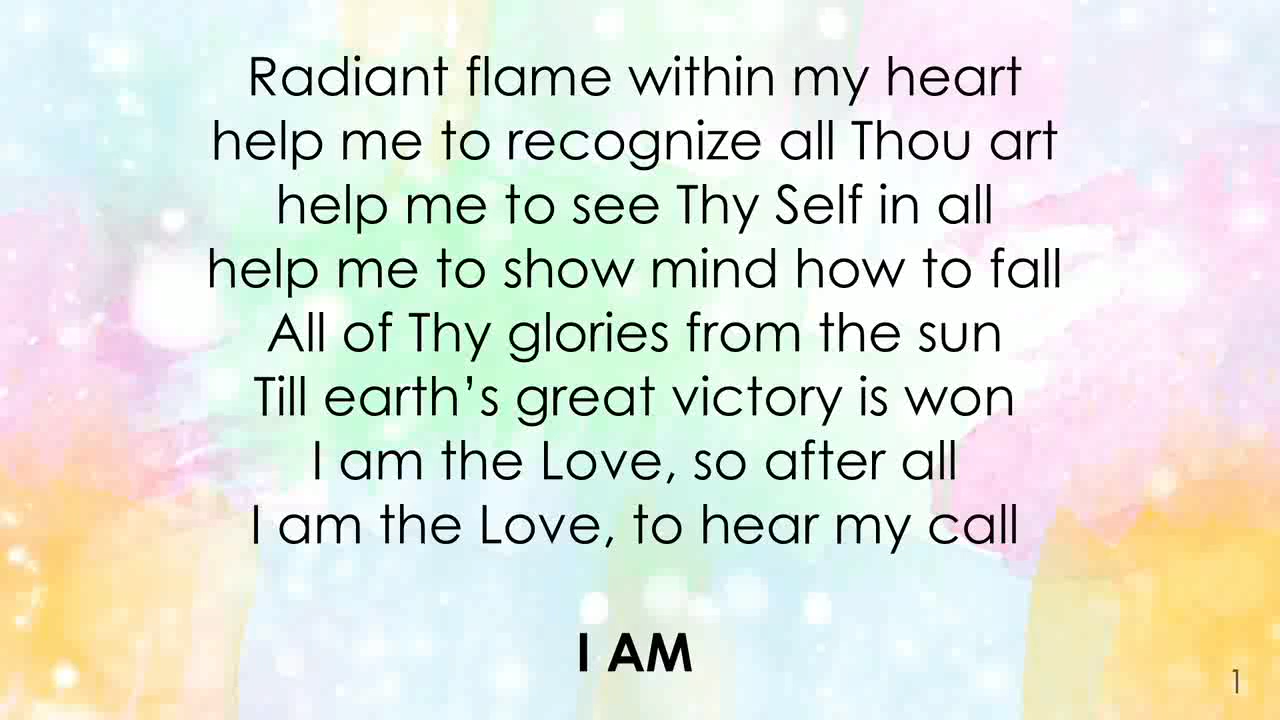 Radiant flame within my heart
help me to recognize all Thou art
help me to see Thy Self in all
help me to show mind how to fall
All of Thy glories from the sun
Till earth’s great victory is won
I am the Love, so after all
I am the Love, to hear my call
I AM
1